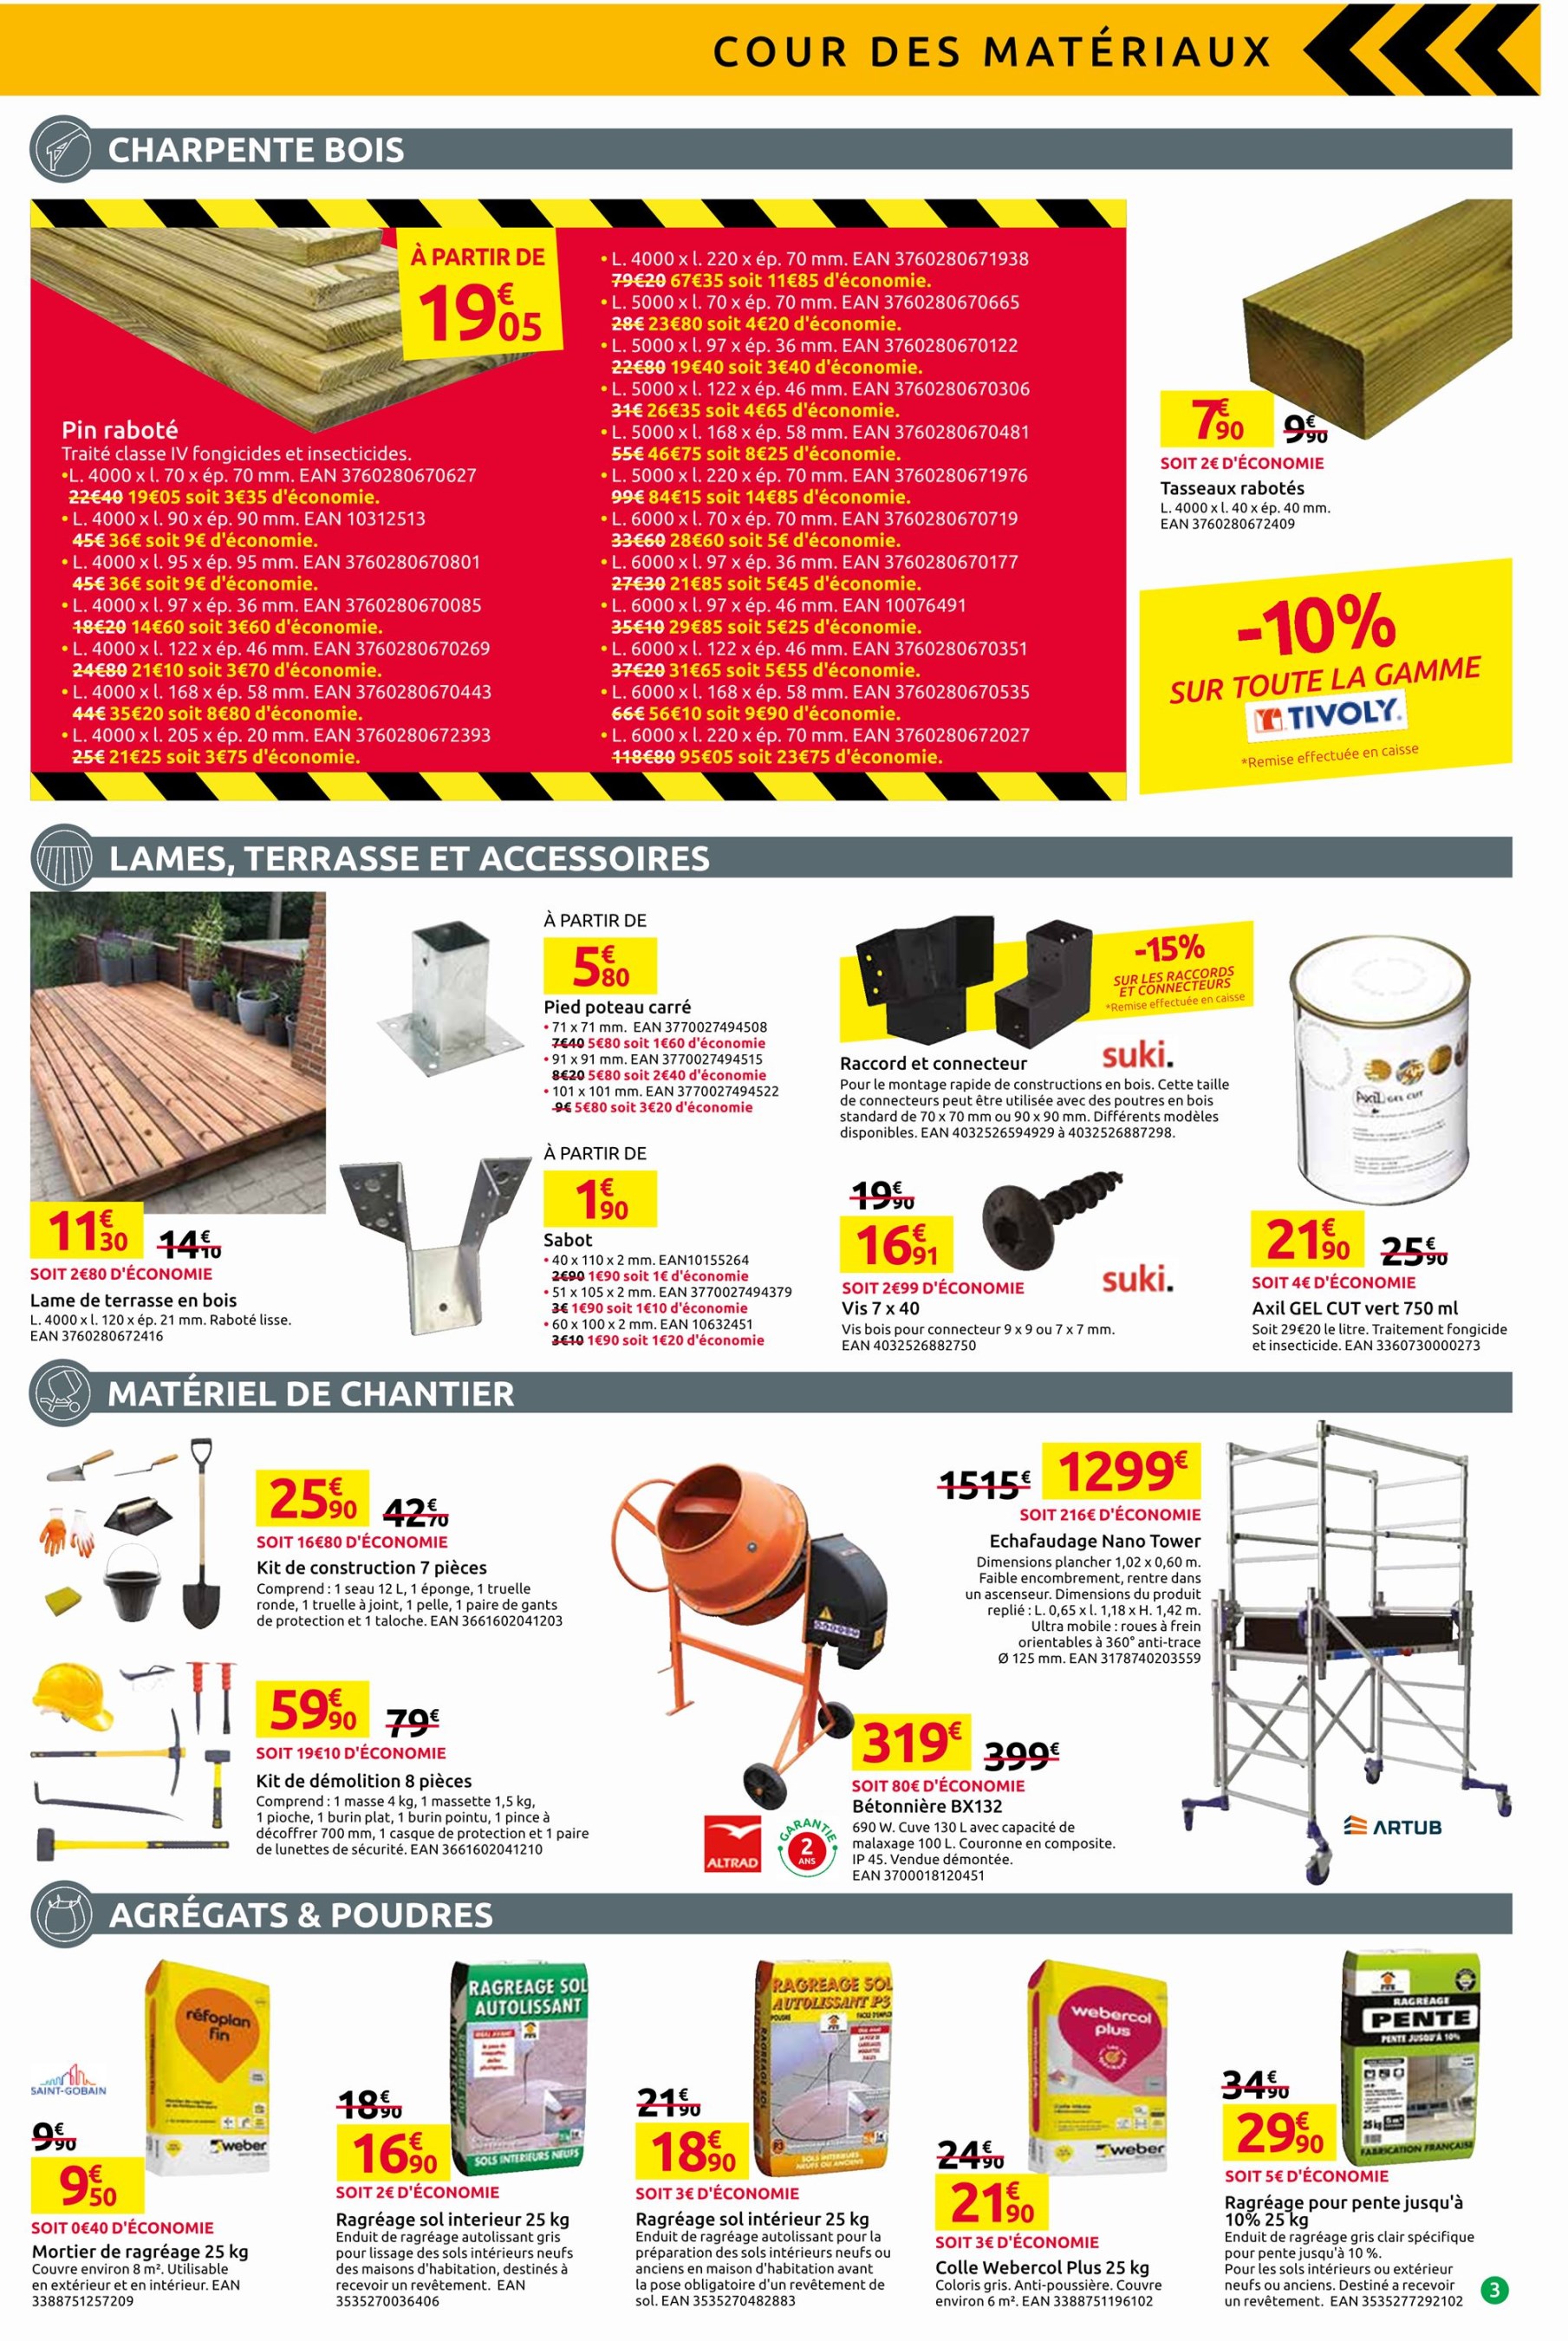 COUR DES MATÉRIAUX
CHARPENTE BOIS
À PARTIR DE
19€05
Pin raboté
Traité classe IV fongicides et insecticides.
•L. 4000 x l. 70 x ép. 70 mm. EAN 3760280670627
22€40 19€05 soit 3€35 d'économie.
• L. 4000 x l. 90 x ép. 90 mm. EAN 10312513
45€ 36€ soit 9€ d'économie.
• L. 4000 x l. 95 x ép. 95 mm. EAN 3760280670801
45€ 36€ soit 9€ d'économie.
• L. 4000 x l. 97 x ép. 36 mm. EAN 3760280670085
18€20 14€60 soit 3€60 d'économie.
• L. 4000 x l. 122 x ép. 46 mm. EAN 3760280670269
24€80 21€10 soit 3€70 d'économie.
• L. 4000 x l. 168 x ép. 58 mm. EAN 3760280670443
44€ 35€20 soit 8€80 d'économie.
• L. 4000 x l. 205 x ép. 20 mm. EAN 3760280672393
25€ 21€25 soit 3€75 d'économie.
• L. 4000 x l. 220 x ép. 70 mm. EAN 3760280671938
79€20 67€35 soit 11€85 d'économie.
• L. 5000 x l. 70 x ép. 70 mm. EAN 3760280670665
28€ 23€80 soit 4€20 d'économie.
• L. 5000 x l. 97 x ép. 36 mm. EAN 3760280670122
22€80 19€40 soit 3€40 d'économie.
• L. 5000 x l. 122 x ép. 46 mm. EAN 3760280670306
31€ 26€35 soit 4€65 d'économie.
• L. 5000 x l. 168 x ép. 58 mm. EAN 3760280670481
55€ 46€75 soit 8€25 d'économie.
• L. 5000 x l. 220 x ép. 70 mm. EAN 3760280671976
99€ 84€15 soit 14€85 d'économie.
• L. 6000 x l. 70 x ép. 70 mm. EAN 3760280670719
33€60 28€60 soit 5€ d'économie.
• L. 6000 x l. 97 x ép. 36 mm. EAN 3760280670177
27€30 21€85 soit 5€45 d'économie.
• L. 6000 x l. 97 x ép. 46 mm. EAN 10076491
35€10 29€85 soit 5€25 d'économie.
• L. 6000 x l. 122 x ép. 46 mm. EAN 3760280670351
37€20 31€65 soit 5€55 d'économie.
• L. 6000 x l. 168 x ép. 58 mm. EAN 3760280670535
66€ 56€10 soit 9€90 d'économie.
• L. 6000 x l. 220 x ép. 70 mm. EAN 3760280672027
118€80 95€05 soit 23€75 d'économie.
7€90 9€90
SOIT 2€ D'ÉCONOMIE
Tasseaux rabotés
L. 4000 x l. 40 x ép. 40 mm.
EAN 3760280672409
-10%
SUR TOUTE LA GAMME
TIVOLY
*Remise effectuée en caisse
LAMES, TERRASSE ET ACCESSOIRES
11€30 14€10
SOIT 2€80 D'ÉCONOMIE
Lame de terrasse en bois
L. 4000 x l. 120 x ép. 21 mm. Raboté lisse.
EAN 3760280672416
À PARTIR DE
5€80
Pied poteau carré
• 71 x 71 mm. EAN 3770027494508
7€40 5€80 soit 1€60 d'économie
• 91 x 91 mm. EAN 3770027494515
8€20 5€80 soit 2€40 d'économie
• 101 x 101 mm. EAN 3770027494522
9€ 5€80 soit 3€20 d'économie
À PARTIR DE
1€90
Sabot
• 40 x 110 x 2 mm. EAN10155264
2€90 1€90 soit 1€ d'économie
• 51 x 105 x 2 mm. EAN 3770027494379
3€ 1€90 soit 1€10 d'économie
• 60 x 100 x 2 mm. EAN 10632451
3€10 1€90 soit 1€20 d'économie
-15%
SUR LES RACCORDS
ET CONNECTEURS
*Remise effectuée en caisse
suki.
Raccord et connecteur
Pour le montage rapide de constructions en bois. Cette taille
de connecteurs peut être utilisée avec des poutres en bois
standard de 70 x 70 mm ou 90 x 90 mm. Différents modèles
disponibles. EAN 4032526594929 à 4032526887298.
19€90
16€91
suki.
SOIT 2€99 D'ÉCONOMIE
Vis 7 x 40
Vis bois pour connecteur 9 x 9 ou 7 x 7 mm.
EAN 4032526882750
Axil GEL CUT
21€90 25€90
SOIT 4€ D'ÉCONOMIE
Axil GEL CUT vert 750 ml
Soit 29€20 le litre. Traitement fongicide
et insecticide. EAN 3360730000273
MATÉRIEL DE CHANTIER
25€90 42€70
SOIT 16€80 D'ÉCONOMIE
Kit de construction 7 pièces
Comprend : 1 seau 12 L, 1 éponge, 1 truelle
ronde, 1 truelle à joint, 1 pelle, 1 paire de gants
de protection et 1 taloche. EAN 3661602041203
59€90 79€
SOIT 19€10 D'ÉCONOMIE
Kit de démolition 8 pièces
Comprend : 1 masse 4 kg, 1 massette 1,5 kg,
1 pioche, 1 burin plat, 1 burin pointu, 1 pince à
décoffrer 700 mm, 1 casque de protection et 1 paire
de lunettes de sécurité. EAN 3661602041210
ALTRAD
GARANTIE
2
ANS
319€ 399€
SOIT 80€ D'ÉCONOMIE
Bétonnière BX132
690 W. Cuve 130 L avec capacité de
malaxage 100 L. Couronne en composite.
IP 45. Vendue démontée.
EAN 3700018120451
1515€ 1299€
SOIT 216€ D'ÉCONOMIE
Echafaudage Nano Tower
Dimensions plancher 1,02 x 0,60 m.
Faible encombrement, rentre dans
un ascenseur. Dimensions du produit
replié : L. 0,65 x l. 1,18 x H. 1,42 m.
Ultra mobile : roues à frein
orientables à 360° anti-trace
Ø 125 mm. EAN 3178740203559
ARTUB
AGRÉGATS & POUDRES
SAINT-GOBAIN
réfoplan
fin
weber
9€90
9€50
SOIT 0€40 D'ÉCONOMIE
Mortier de ragréage 25 kg
Couvre environ 8 m². Utilisable
en extérieur et en intérieur. EAN
3388751257209
RAGREAGE SOL
AUTOLISSANT
SOLS INTERIEURS NEUFS
18€90
16€90
SOIT 2€ D'ÉCONOMIE
Ragréage sol interieur 25 kg
Enduit de ragréage autolissant gris
pour lissage des sols intérieurs neufs
des maisons d'habitation, destinés à
recevoir un revêtement. EAN
3535270036406
RAGREAGE SOL
AUTOLISSANT P3
SOLS INTERIEURS
NEUFS OU ANCIENS
21€90
18€90
SOIT 3€ D'ÉCONOMIE
Ragréage sol intérieur 25 kg
Enduit de ragréage autolissant pour la
préparation des sols intérieurs neufs ou
anciens en maison d'habitation avant
la pose obligatoire d'un revêtement de
sol. EAN 3535270482883
webercol
plus
weber
24€90
21€90
SOIT 3€ D'ÉCONOMIE
Colle Webercol Plus 25 kg
Coloris gris. Anti-poussière. Couvre
environ 6 m². EAN 3388751196102
RAGREAGE
PENTE
PENTE JUSQU'À 10%
25kg
FABRICATION FRANÇAISE
34€90
29€90
SOIT 5€ D'ÉCONOMIE
Ragréage pour pente jusqu'à
10% 25 kg
Enduit de ragréage gris clair spécifique
pour pente jusqu'à 10 %.
Pour les sols intérieurs ou extérieur
neufs ou anciens. Destiné a recevoir
un revêtement. EAN 3535277292102
3